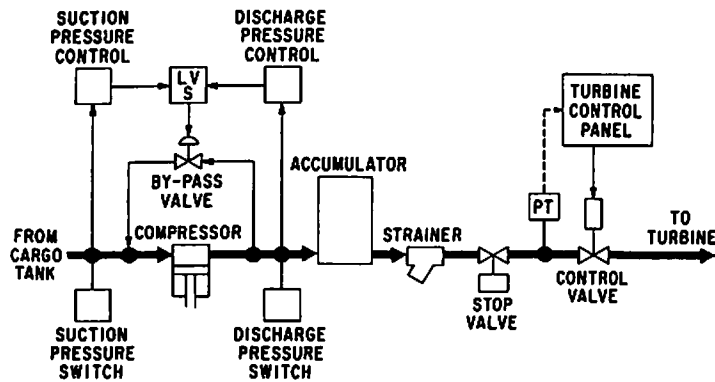 SUCTION
PRESSURE
CONTROL
DISCHARGE
PRESSURE
CONTROL
LV
S
TURBINE
CONTROL
PANEL
BY-PASS
VALVE
ACCUMULATOR
PT
FROM
CARGO
TANK
COMPRESSOR
STRAINER
TO
TURBINE
STOP
VALVE
CONTROL
VALVE
SUCTION
PRESSURE
SWITCH
DISCHARGE
PRESSURE
SWITCH